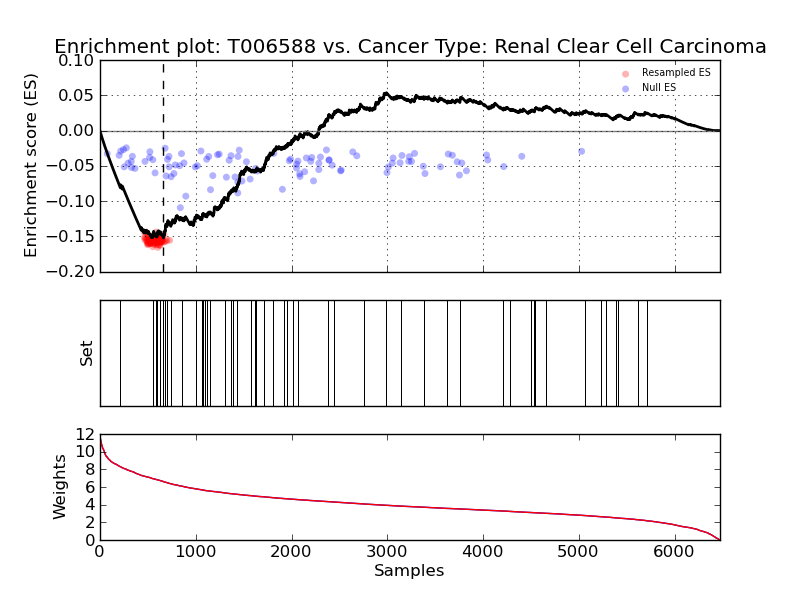 Enrichment plot: T006588 vs. Cancer Type: Renal Clear Cell Carcinoma
Enrichment score (ES)
0.10
0.05
0.00
−0.05
−0.10
−0.15
−0.20
Resampled ES
Null ES
Set
Weights
12
10
8
6
4
2
0
0 1000 2000 3000 4000 5000 6000
Samples